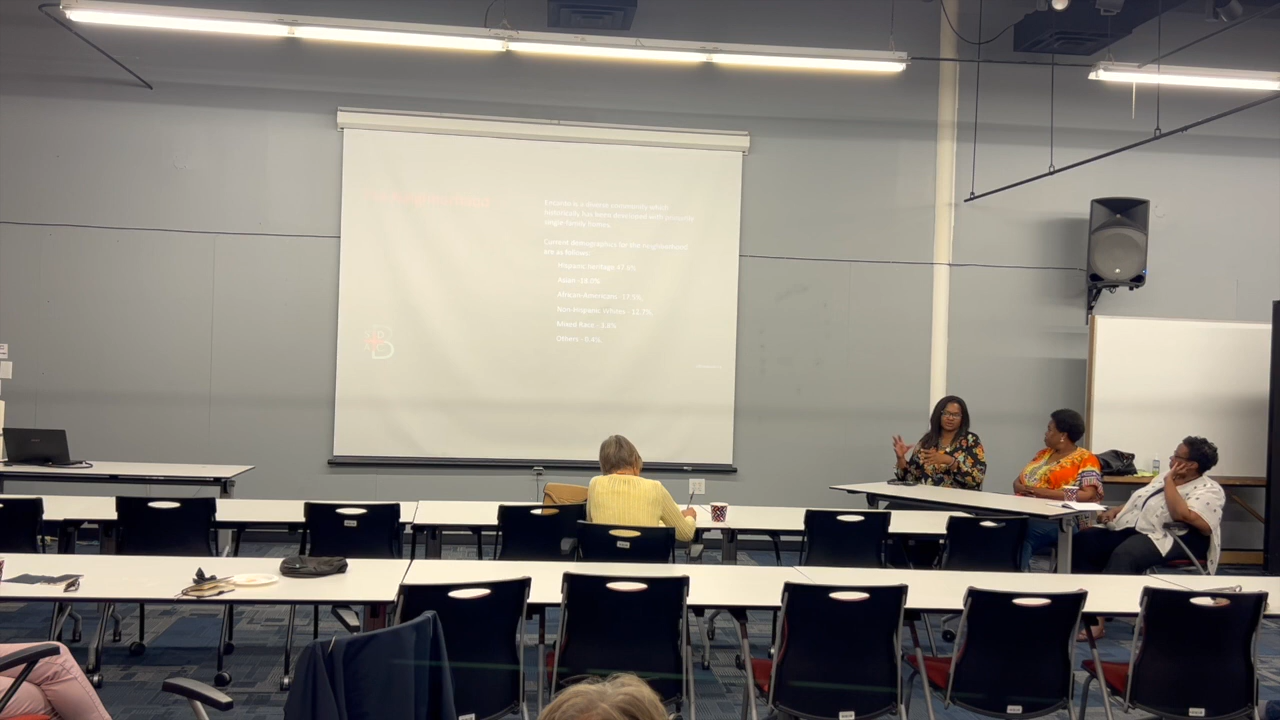 Encanto is a diverse community which
historically has been developed with primarily
single-family homes.
Current demographics for the neighborhood
are as follows:
Hispanic heritage 47.6%
Asian - 18.0%
African-Americans - 17.5%
Non-Hispanic Whites - 12.7%
Mixed Race - 3.8%
Others - 0.4%